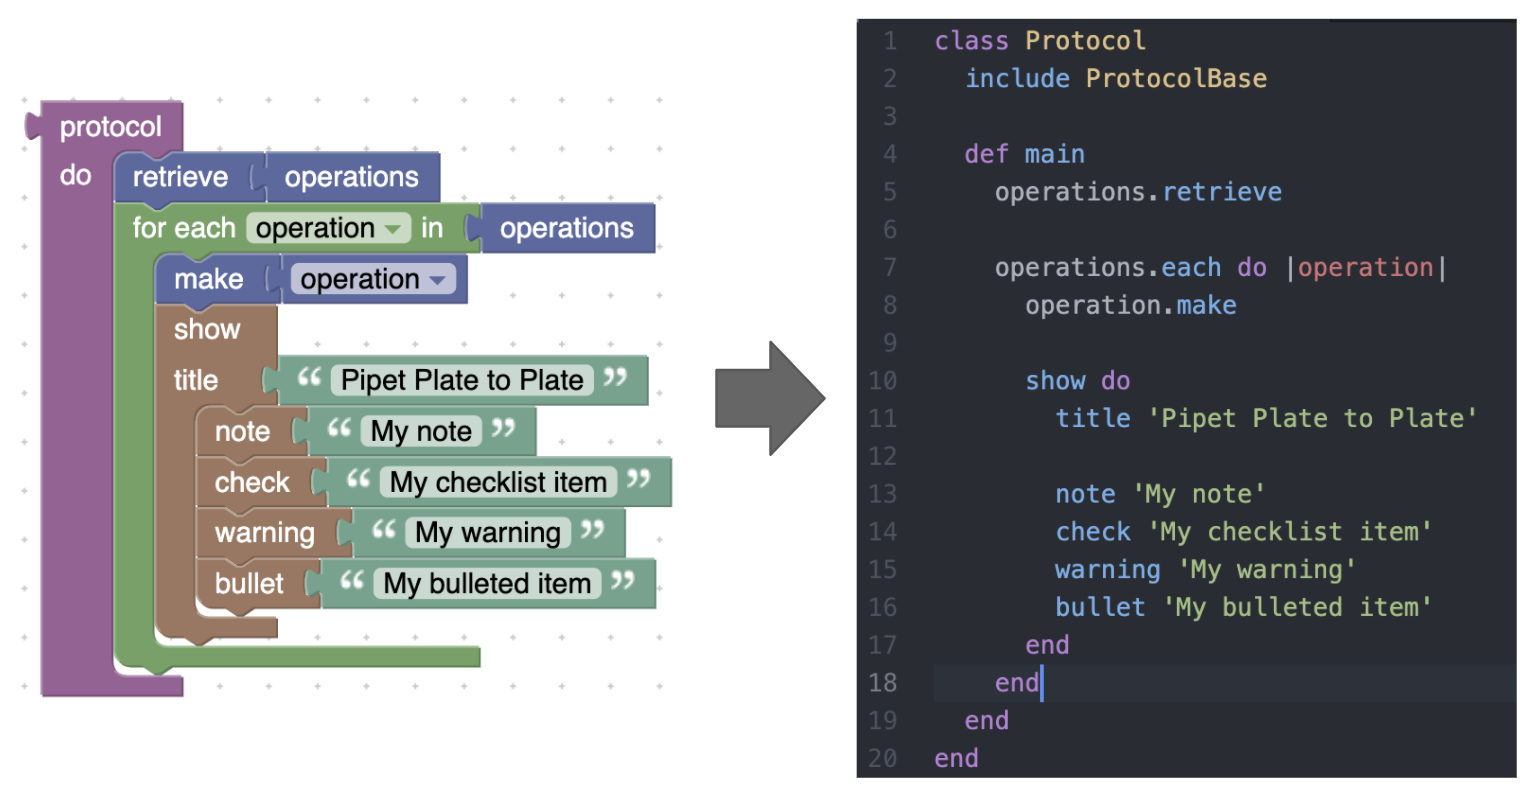 protocol
do
retrieve operations
for each operation in operations
make operation
show
title “ Pipet Plate to Plate ”
note “ My note ”
check “ My checklist item ”
warning “ My warning ”
bullet “ My bulleted item ”
1 class Protocol
2 include ProtocolBase
3
4 def main
5 operations.retrieve
6
7 operations.each do |operation|
8 operation.make
9
10 show do
11 title 'Pipet Plate to Plate'
12
13 note 'My note'
14 check 'My checklist item'
15 warning 'My warning'
16 bullet 'My bulleted item'
17 end
18 end
19 end
20 end